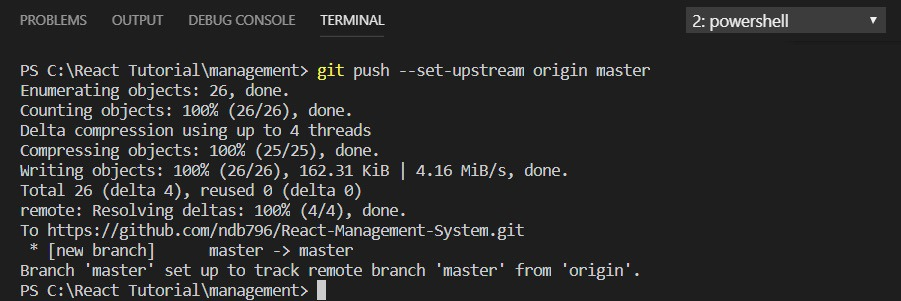 PROBLEMS OUTPUT DEBUG CONSOLE TERMINAL 2: powershell
PS C:\React Tutorial\management> git push --set-upstream origin master
Enumerating objects: 26, done.
Counting objects: 100% (26/26), done.
Delta compression using up to 4 threads
Compressing objects: 100% (25/25), done.
Writing objects: 100% (26/26), 162.31 KiB | 4.16 MiB/s, done.
Total 26 (delta 4), reused 0 (delta 0)
remote: Resolving deltas: 100% (4/4), done.
To https://github.com/ndb796/React-Management-System.git
 * [new branch]      master -> master
Branch 'master' set up to track remote branch 'master' from 'origin'.
PS C:\React Tutorial\management>